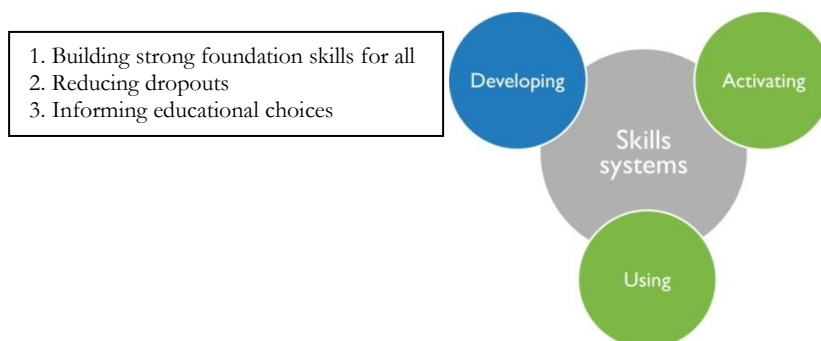 1. Building strong foundation skills for all
2. Reducing dropouts
3. Informing educational choices
Developing
Activating
Skills
systems
Using